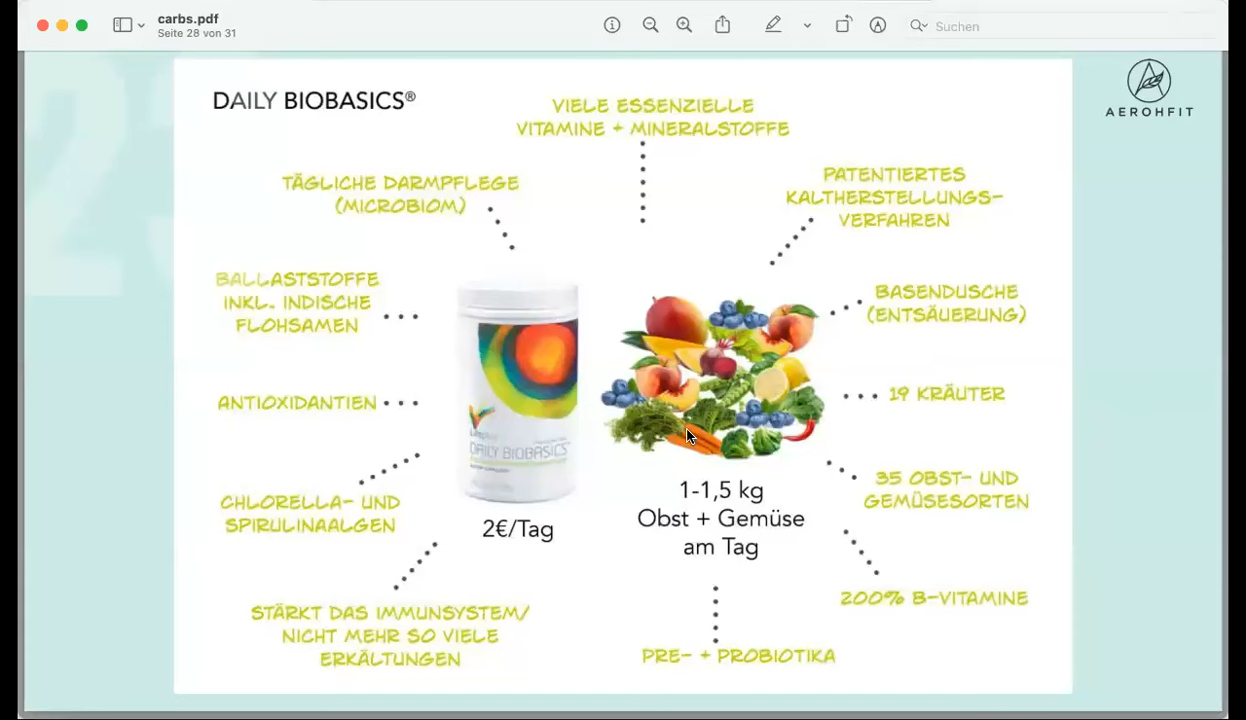 carbs.pdf
Seite 28 von 31
Suchen
AEROHFIT
DAILY BIOBASICS®
VIELE ESSENZIELLE
VITAMINE + MINERALSTOFFE
TÄGLICHE DARMPFLEGE
(MICROBIOM)
PATENTIERTES
KALTHERSTELLUNGS-
VERFAHREN
BALLASTSTOFFE
INKL. INDISCHE
FLOHSAMEN
BASENDUSCHE
(ENTSÄUERUNG)
ANTIOXIDANTIEN
19 KRÄUTER
DAILY BIOBASICS
CHLORELLA- UND
SPIRULINAALGEN
35 OBST- UND
GEMÜSESORTEN
2€/Tag
1-1,5 kg
Obst + Gemüse
am Tag
STÄRKT DAS IMMUNSYSTEM/
NICHT MEHR SO VIELE
ERKÄLTUNGEN
200% B-VITAMINE
PRE- + PROBIOTIKA